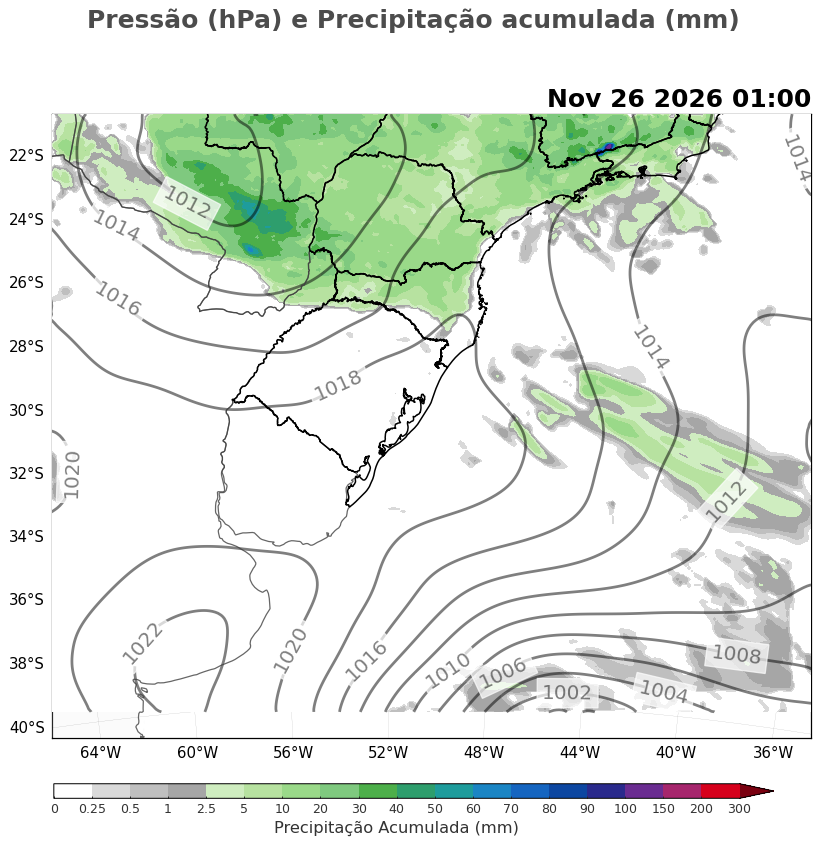 Pressão (hPa) e Precipitação acumulada (mm)
Nov 26 2026 01:00
22°S
24°S
26°S
28°S
30°S
32°S
34°S
36°S
38°S
40°S
1014
1012
1014
1016
1018
1014
1020
1012
1022
1020
1016
1010
1006
1008
1004
1002
64°W 60°W 56°W 52°W 48°W 44°W 40°W 36°W
0 0.25 0.5 1 2.5 5 10 20 30 40 50 60 70 80 90 100 150 200 300
Precipitação Acumulada (mm)